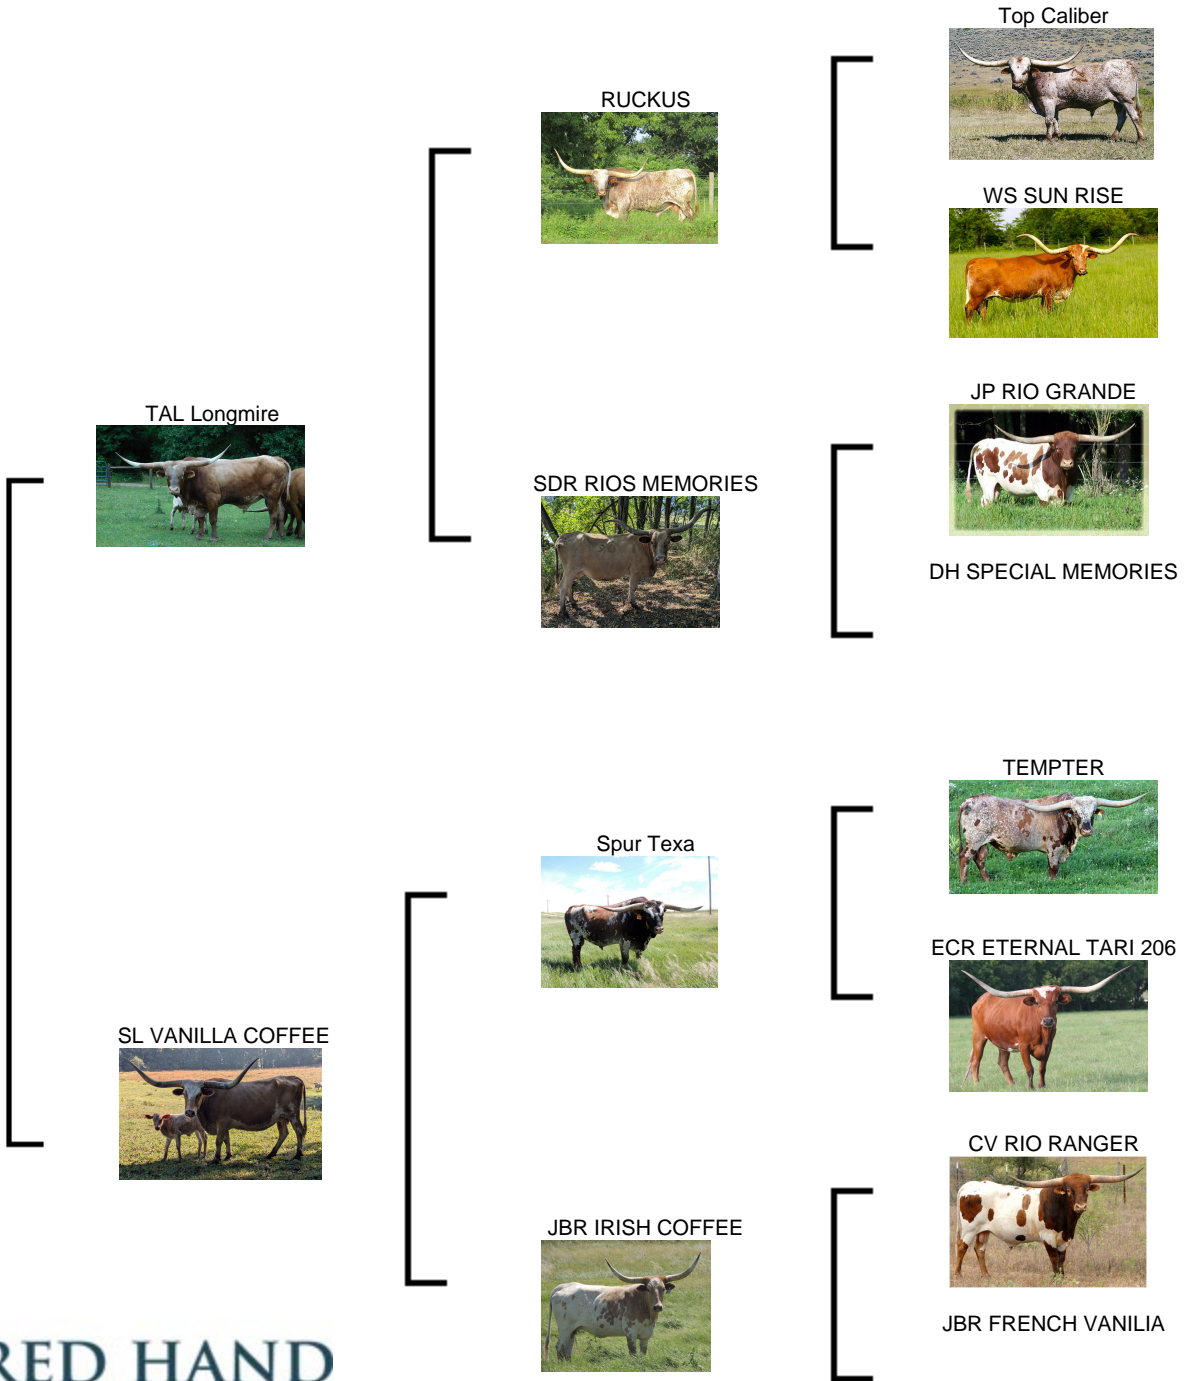 Top Caliber
RUCKUS
WS SUN RISE
JP RIO GRANDE
TAL Longmire
SDR RIOS MEMORIES
DH SPECIAL MEMORIES
TEMPTER
Spur Texa
ECR ETERNAL TARI 206
SL VANILLA COFFEE
CV RIO RANGER
JBR IRISH COFFEE
JBR FRENCH VANILIA
RED HAND